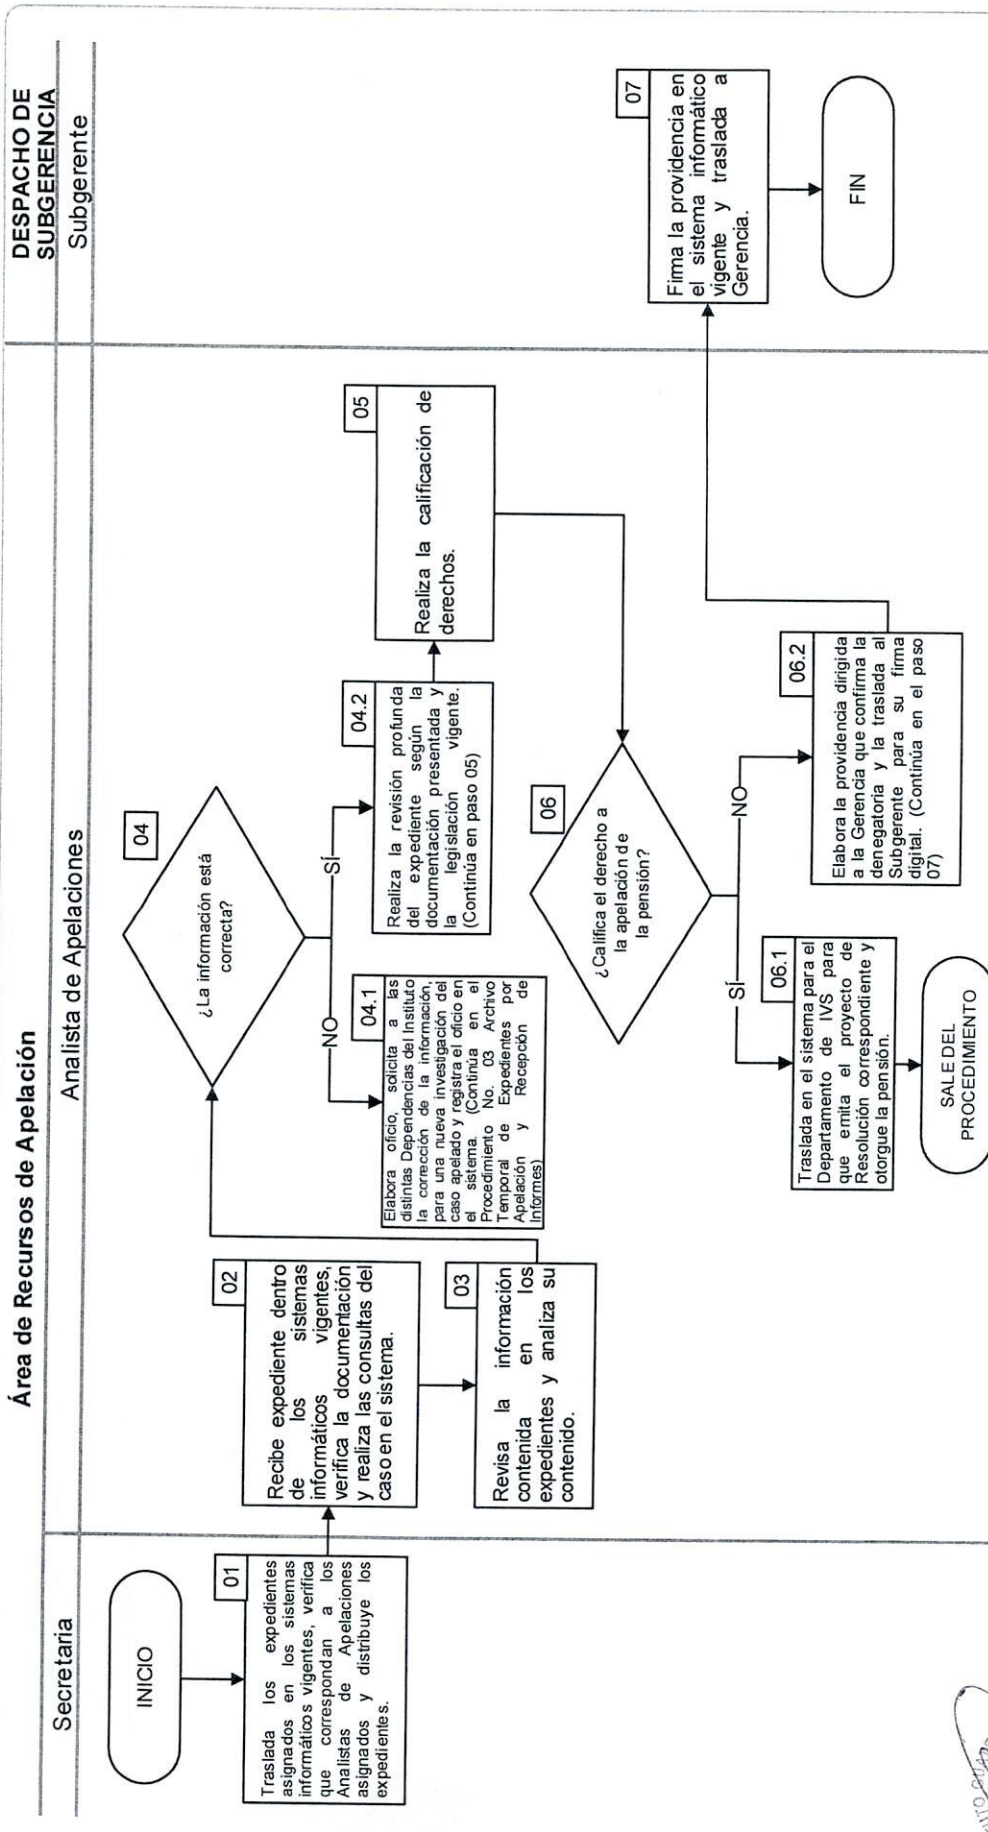 Área de Recursos de Apelación
DESPACHO DE
SUBGERENCIA
Secretaria
Analista de Apelaciones
Subgerente
INICIO
01
Traslada los expedientes
asignados en los sistemas
informáticos vigentes, verifica
que correspondan a los
Analistas de Apelaciones
asignados y distribuye los
expedientes.
02
Recibe expediente dentro
de los sistemas
informáticos vigentes,
verifica la documentación
y realiza las consultas del
caso en el sistema.
03
Revisa la información
contenida en los
expedientes y analiza su
contenido.
04
¿La información está
correcta?
NO
SÍ
04.1
Elabora oficio, solicita a las
distintas Dependencias del Instituto
la corrección de la información,
para una nueva investigación del
caso apelado y registra el oficio en
el sistema. (Continúa en el
Procedimiento No. 03 Archivo
Temporal de Expedientes por
Apelación y Recepción de
Informes)
04.2
Realiza la revisión profunda
del expediente según la
documentación presentada y
la legislación vigente.
(Continúa en paso 05)
05
Realiza la calificación de
derechos.
06
¿Califica el derecho a
la apelación de
la pensión?
SÍ
NO
06.1
Traslada en el sistema para el
Departamento de IVS para
que emita el proyecto de
Resolución correspondiente y
otorgue la pensión.
SALE DEL
PROCEDIMIENTO
06.2
Elabora la providencia dirigida
a la Gerencia que confirma la
denegatoria y la traslada al
Subgerente para su firma
digital. (Continúa en el paso
07)
07
Firma la providencia en
el sistema informático
vigente y traslada a
Gerencia.
FIN